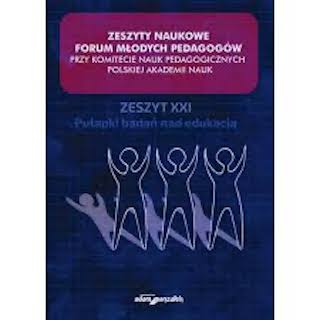 ZESZYTY NAUKOWE
FORUM MŁODYCH PEDAGOGÓW
PRZY KOMITECIE NAUK PEDAGOGICZNYCH
POLSKIEJ AKADEMII NAUK
ZESZYT XXI
Pułapki badań nad edukacją